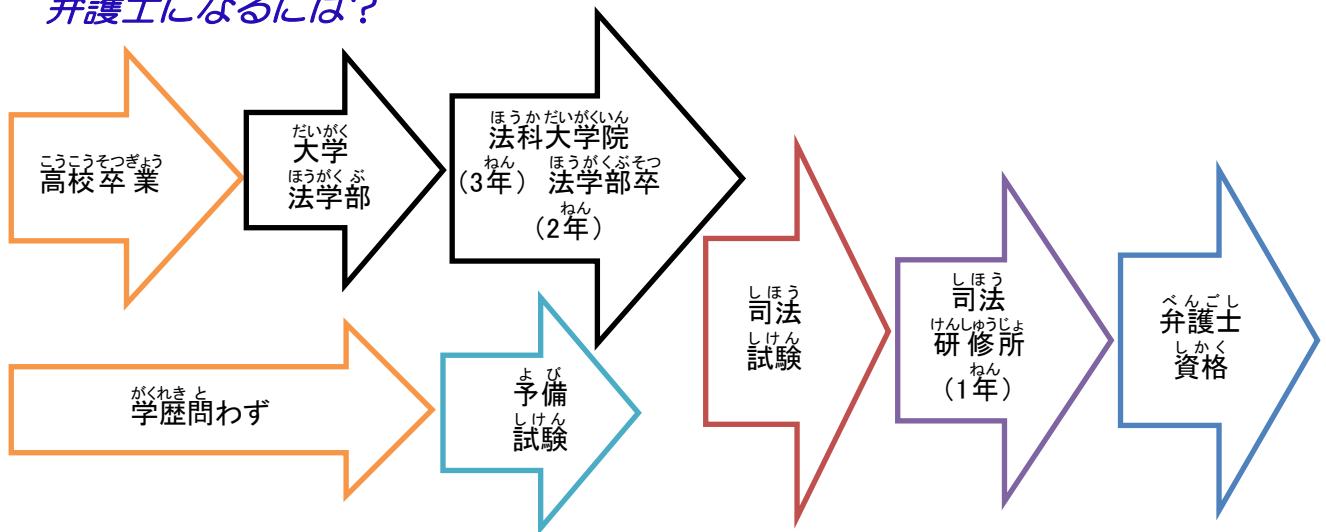 弁護士になるには？
こうこうそつぎょう
高校卒業
だいがく
大学
ほうがくぶ
法学部
ほうかだいがくいん
法科大学院
ねん ほうがくぶそつ
（3年） 法学部卒
ねん
（2年）
がくれきと
学歴問わず
よび
予備
しけん
試験
しほう
司法
しけん
試験
しほう
司法
けんしゅうじょ
研修所
ねん
（1年）
べんごし
弁護士
しかく
資格